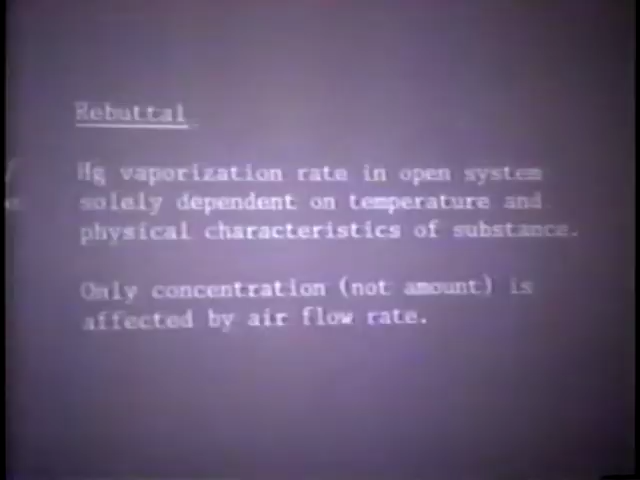 Rebuttal
Hg vaporization rate in open system
solely dependent on temperature and
physical characteristics of substance.
Only concentration (not amount) is
affected by air flow rate.